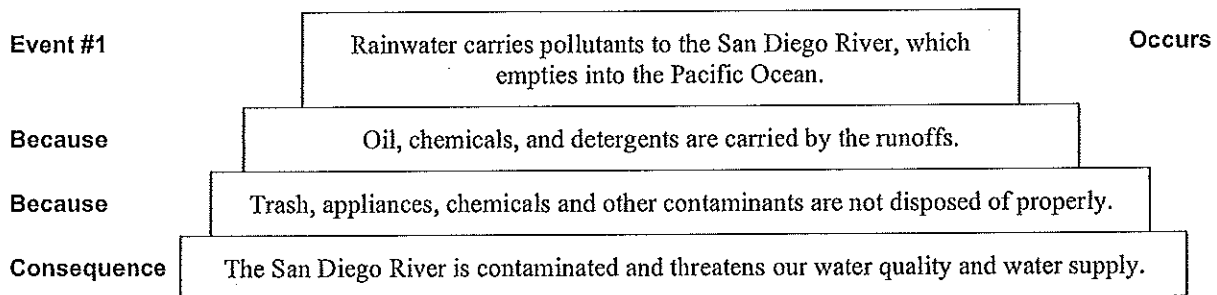 Event #1 Rainwater carries pollutants to the San Diego River, which Occurs
empties into the Pacific Ocean.
Because Oil, chemicals, and detergents are carried by the runoffs.
Because Trash, appliances, chemicals and other contaminants are not disposed of properly.
Consequence The San Diego River is contaminated and threatens our water quality and water supply.